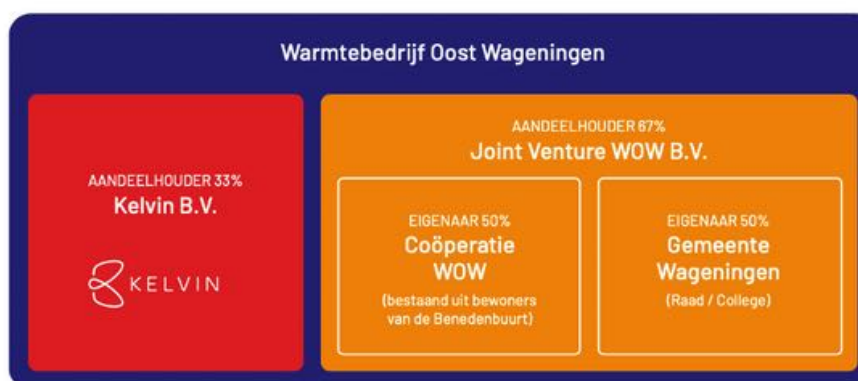 Warmtebedrijf Oost Wageningen
AANDEELHOUDER 33%
Kelvin B.V.
KELVIN
AANDEELHOUDER 67%
Joint Venture WOW B.V.
EIGENAAR 50%
Coöperatie
WOW
(bestaand uit bewoners
van de Benedenbuurt)
EIGENAAR 50%
Gemeente
Wageningen
(Raad / College)